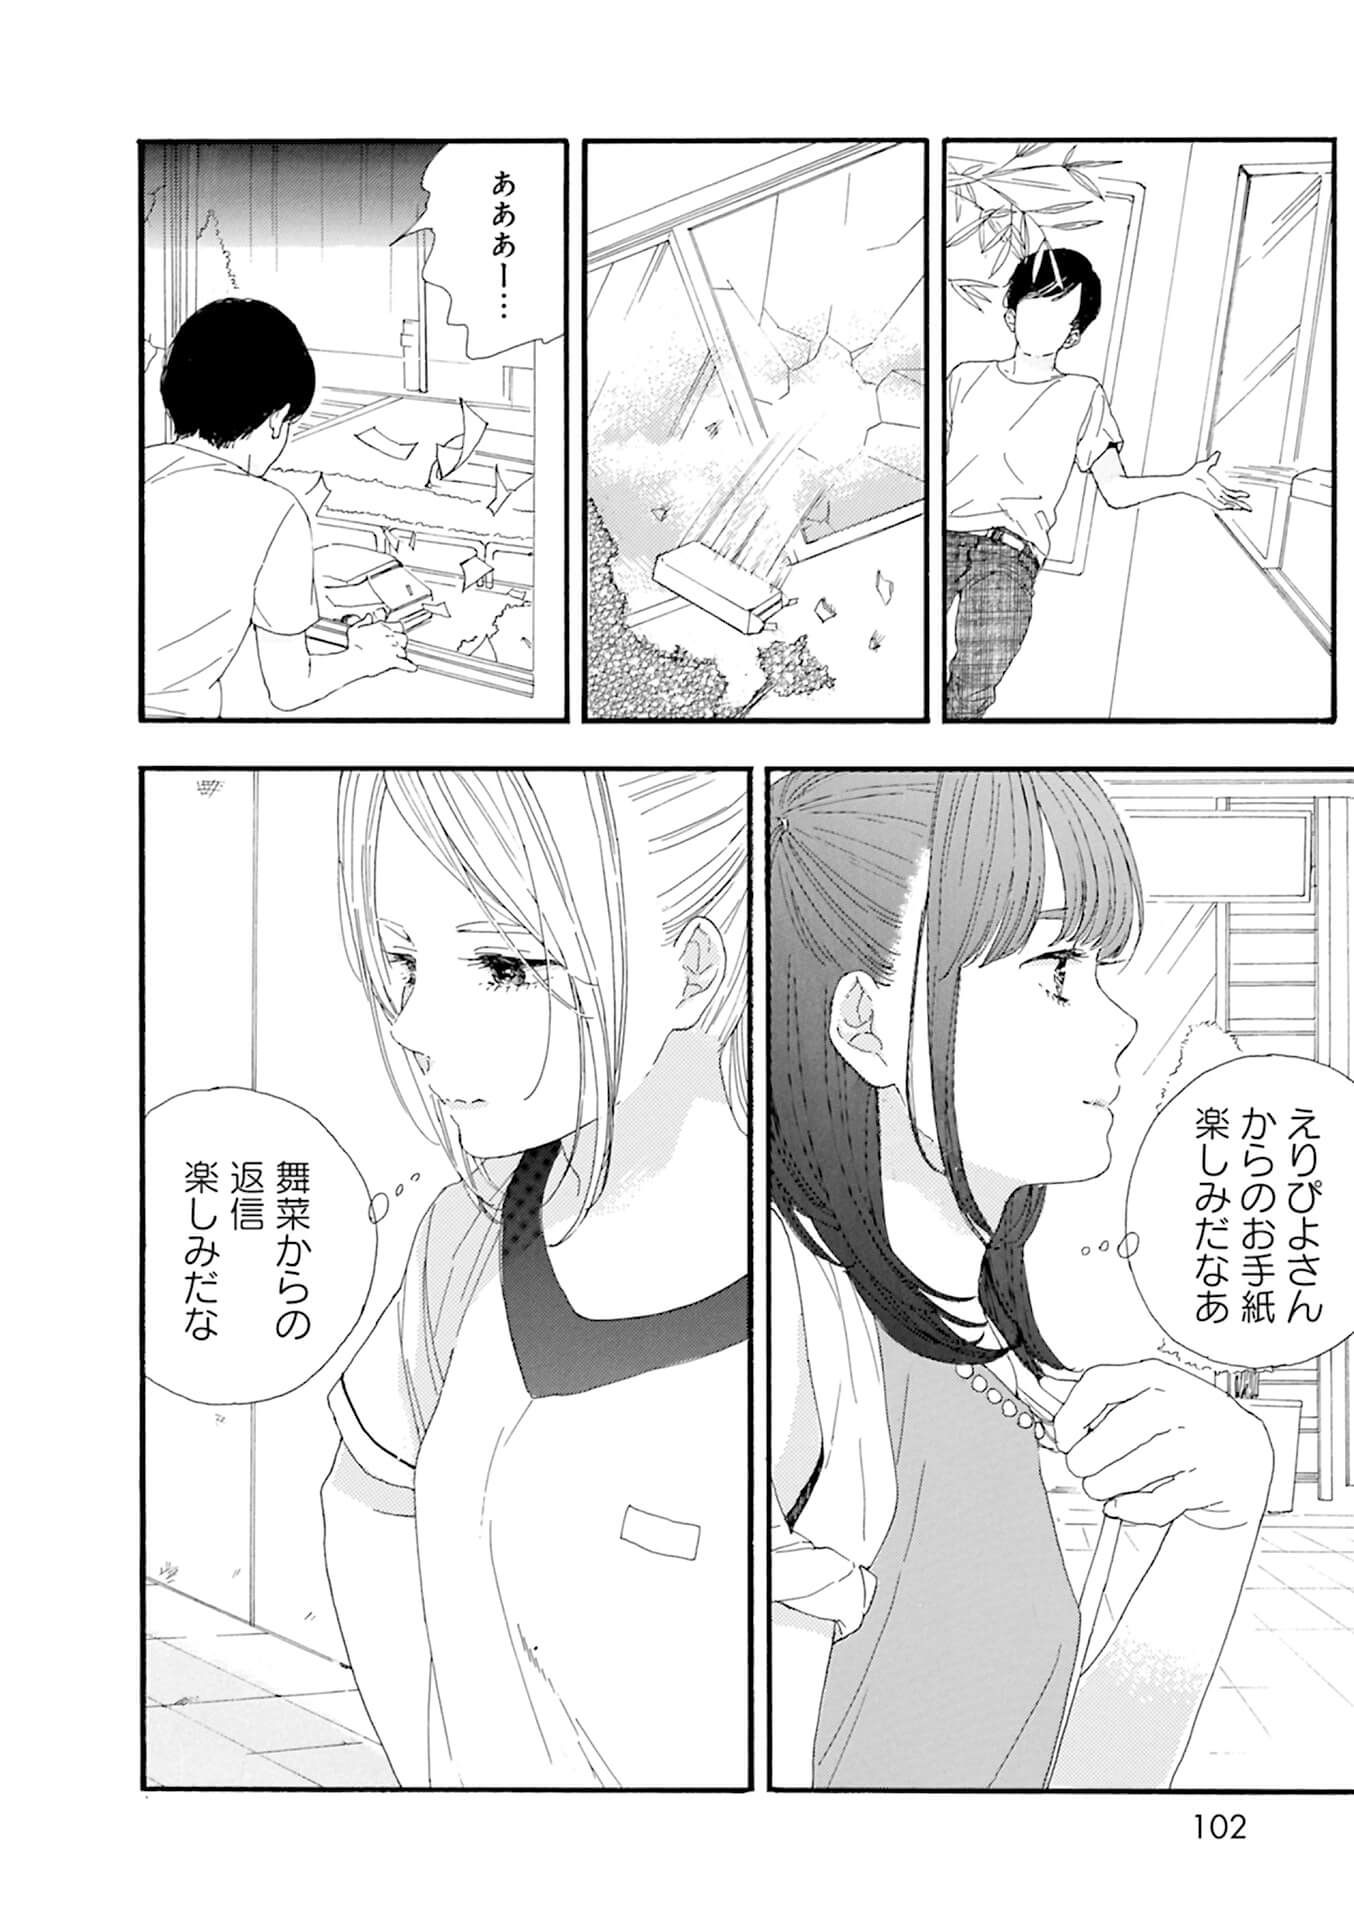 あああー…
えりぴよさん
からのお手紙
楽しみだなあ
舞菜からの
返信
楽しみだな
102